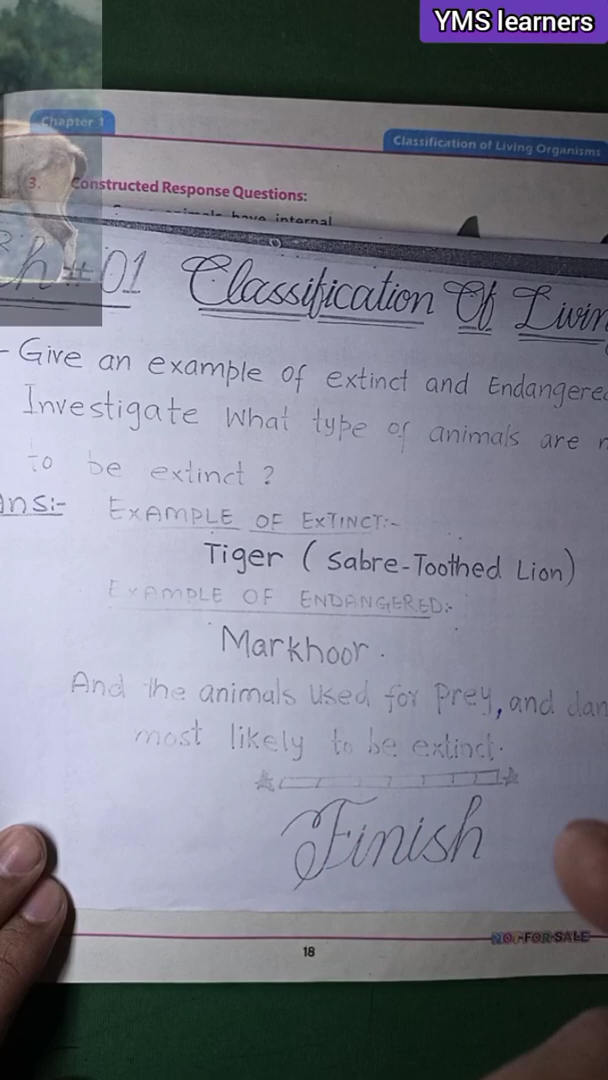 YMS learners
Chapter 1
Classification of Living Organisms
3. Constructed Response Questions:
animals have internal
Ch # 01 Classification Of Livin
- Give an example of extinct and Endangere
Investigate What type of animals are
to be extinct ?
Ans:- EXAMPLE OF EXTINCT:-
Tiger ( Sabre-Toothed Lion)
EXAMPLE OF ENDANGERED:-
Markhoor.
And the animals used for Prey, and dan
most likely to be extinct.
Finish
NOT FOR SALE
18